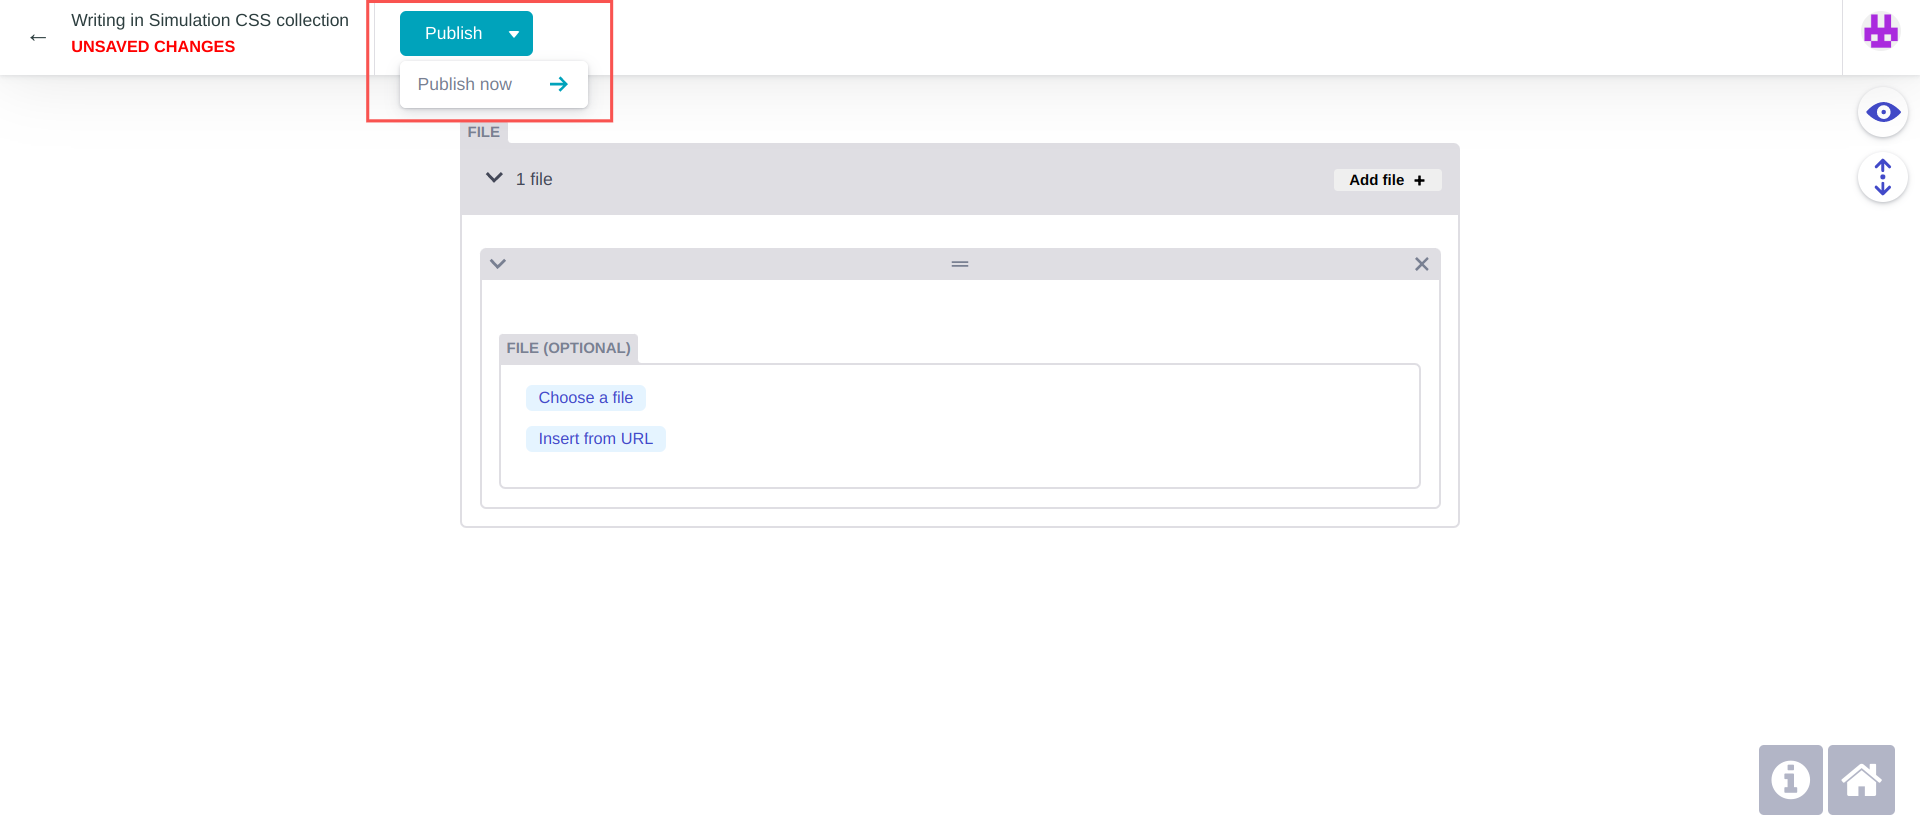 Writing in Simulation CSS collection
UNSAVED CHANGES
Publish
Publish now
FILE
1 file
Add file
FILE (OPTIONAL)
Choose a file
Insert from URL